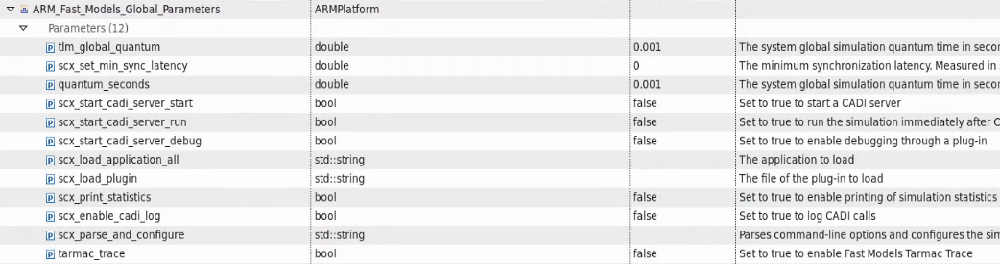 ARM_Fast_Models_Global_Parameters ARMPlatform
Parameters (12)
tlm_global_quantum double 0.001 The system global simulation quantum time in secon
scx_set_min_sync_latency double 0 The minimum synchronization latency. Measured in
quantum_seconds double 0.001 The system global simulation quantum time in secon
scx_start_cadi_server_start bool false Set to true to start a CADI server
scx_start_cadi_server_run bool false Set to true to run the simulation immediately after C
scx_start_cadi_server_debug bool false Set to true to enable debugging through a plug-in
scx_load_application_all std::string The application to load
scx_load_plugin std::string The file of the plug-in to load
scx_print_statistics bool false Set to true to enable printing of simulation statistics
scx_enable_cadi_log bool false Set to true to log CADI calls
scx_parse_and_configure std::string Parses command-line options and configures the sim
tarmac_trace bool false Set to true to enable Fast Models Tarmac Trace